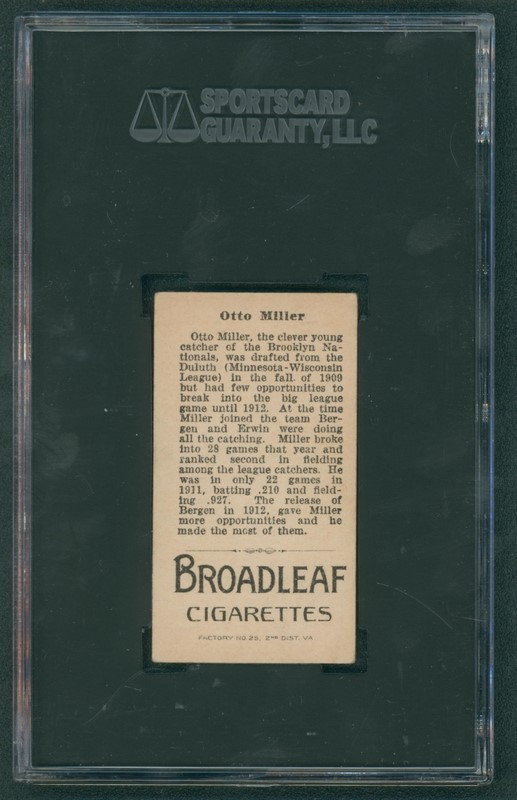 SPORTSCARD
GUARANTY, LLC
Otto Miller
Otto Miller, the clever young
catcher of the Brooklyn Na-
tionals, was drafted from the
Duluth (Minnesota-Wisconsin
League) in the fall of 1909
but had few opportunities to
break into the big league
game until 1912. At the time
Miller joined the team Ber-
gen and Erwin were doing
all the catching. Miller broke
into 28 games that year and
ranked second in fielding
among the league catchers. He
was in only 22 games in
1911, batting .210 and field-
ing .927. The release of
Bergen in 1912, gave Miller
more opportunities and he
made the most of them.
BROADLEAF
CIGARETTES
FACTORY NO. 25, 2ND DIST. VA.